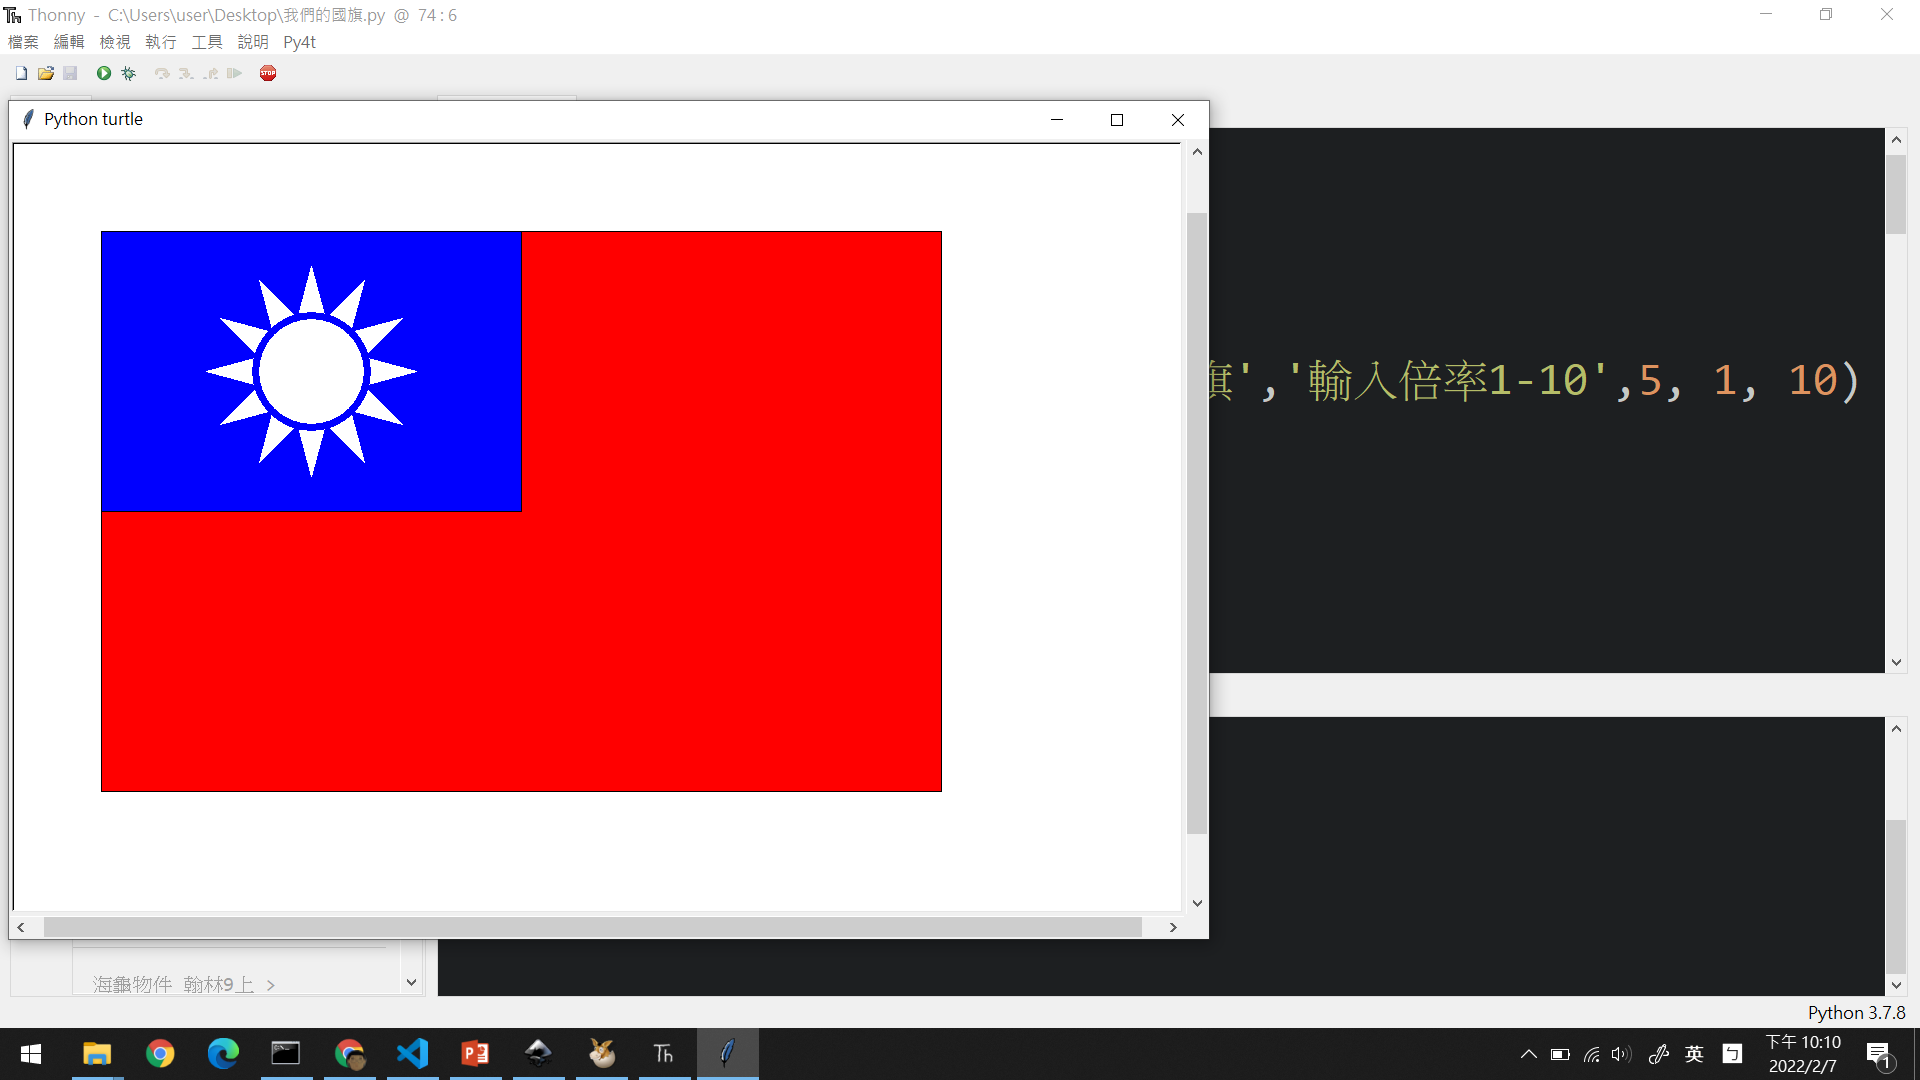 Thonny - C:\Users\user\Desktop\我們的國旗.py @ 74 : 6
檔案 編輯 檢視 執行 工具 說明 Py4t
STOP
Python turtle
旗','輸入倍率1-10',5, 1, 10)
海龜物件 翰林9上 >
Python 3.7.8
Th
英
下午 10:10
2022/2/7
1